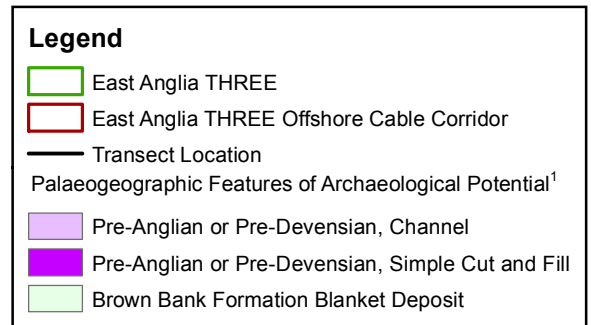 Legend
East Anglia THREE
East Anglia THREE Offshore Cable Corridor
Transect Location
Palaeogeographic Features of Archaeological Potential¹
Pre-Anglian or Pre-Devensian, Channel
Pre-Anglian or Pre-Devensian, Simple Cut and Fill
Brown Bank Formation Blanket Deposit